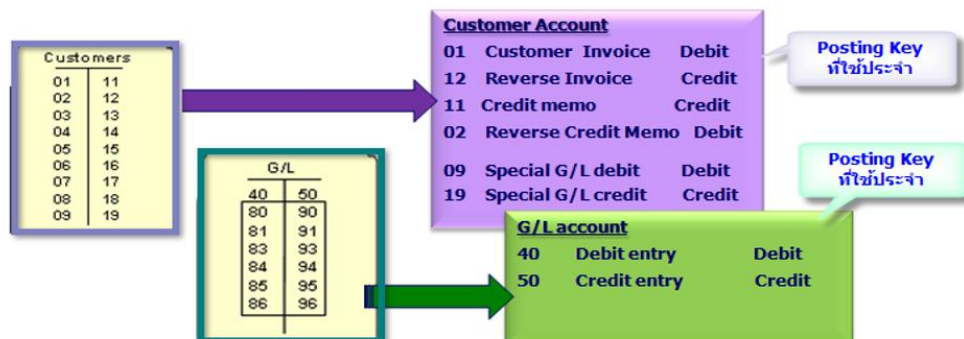 Customers
01 11
02 12
03 13
04 14
05 15
06 16
07 17
08 18
09 19
Customer Account
01 Customer Invoice Debit
12 Reverse Invoice Credit
11 Credit memo Credit
02 Reverse Credit Memo Debit
09 Special G/L debit Debit
19 Special G/L credit Credit
Posting Key
ที่ใช้ประจำ
G/L
40 50
80 90
81 91
83 93
84 94
85 95
86 96
G/L account
40 Debit entry Debit
50 Credit entry Credit
Posting Key
ที่ใช้ประจำ